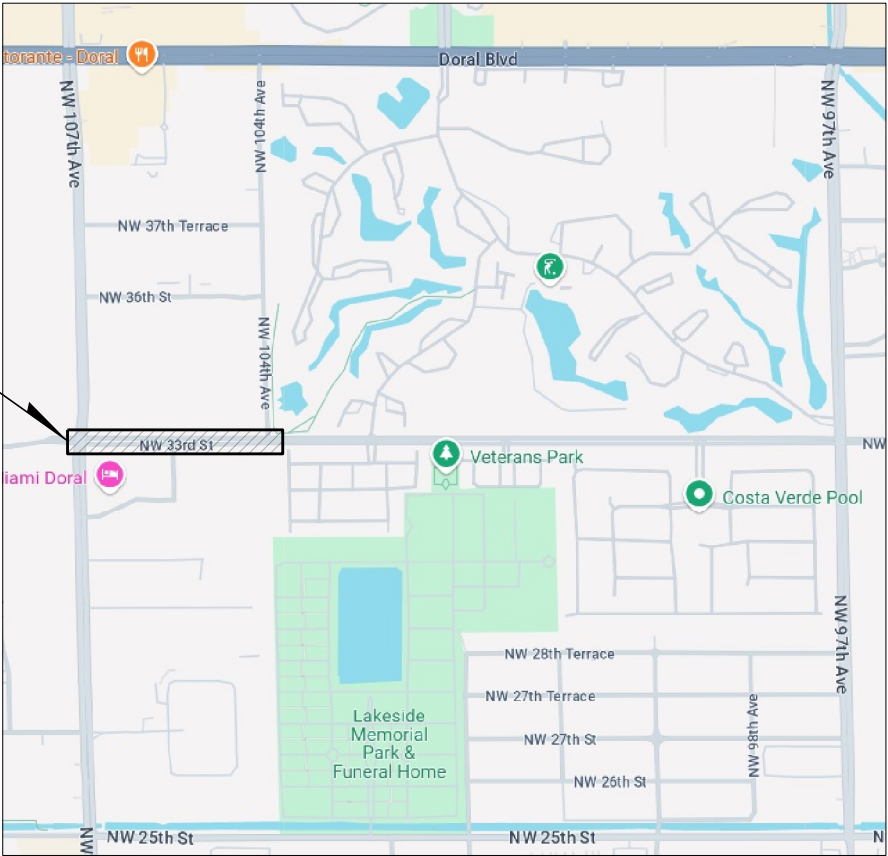 torante - Doral
Doral Blvd
NW 107th Ave
NW 104th Ave
NW 97th Ave
NW 37th Terrace
NW 36th St
NW 104th Ave
NW 33rd St
NW
iami Doral
Veterans Park
Costa Verde Pool
NW 97th Ave
NW 28th Terrace
NW 27th Terrace
NW 98th Ave
Lakeside
Memorial
Park &
Funeral Home
NW 27th St
NW 26th St
NW
NW 25th St
NW 25th St
N